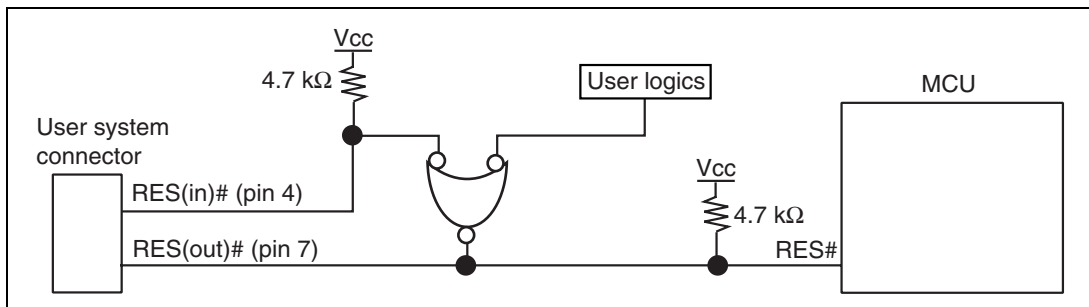 Vcc
4.7 kΩ
User logics
MCU
User system
connector
RES(in)# (pin 4)
Vcc
4.7 kΩ
RES(out)# (pin 7)
RES#